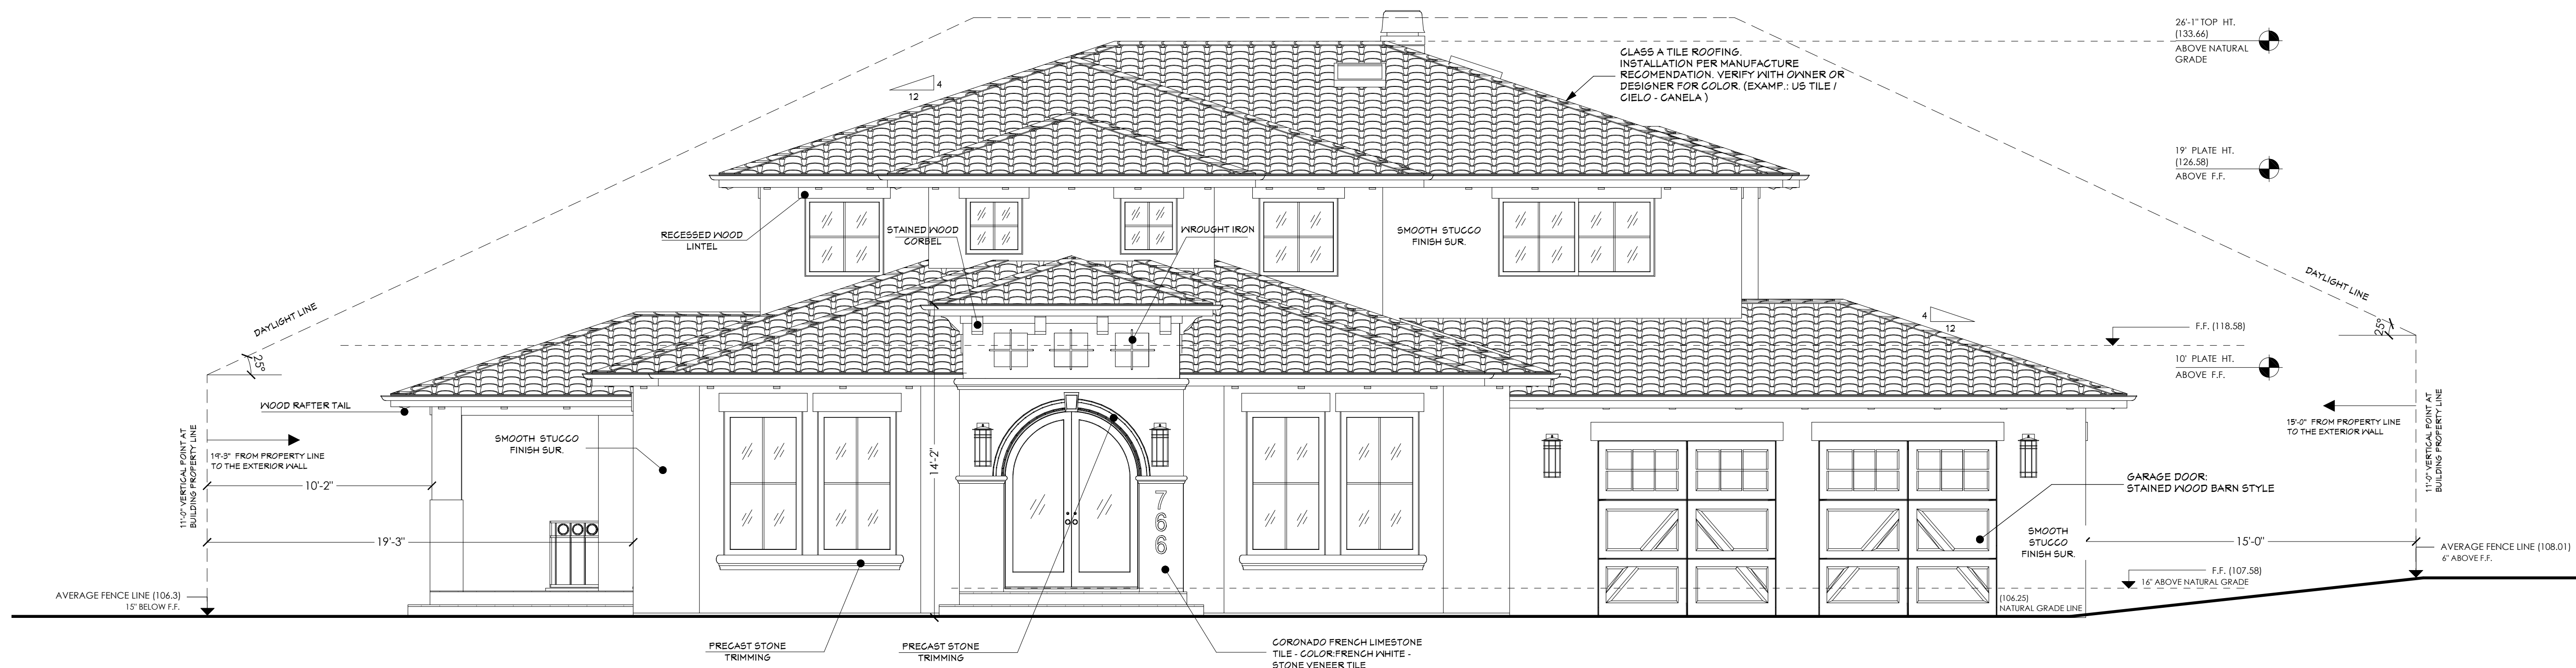 26'-1" TOP HT.
(133.66)
ABOVE NATURAL
GRADE
CLASS A TILE ROOFING.
INSTALLATION PER MANUFACTURE
RECOMENDATION. VERIFY WITH OWNER OR
DESIGNER FOR COLOR. (EXAMP.: US TILE /
CIELO - CANELA )
4
12
19' PLATE HT.
(126.58)
ABOVE F.F.
RECESSED WOOD
LINTEL
STAINED WOOD
CORBEL
WROUGHT IRON
SMOOTH STUCCO
FINISH SUR.
DAYLIGHT LINE
25°
DAYLIGHT LINE
25°
4
12
F.F. (118.58)
10' PLATE HT.
ABOVE F.F.
WOOD RAFTER TAIL
11'-0" VERTICAL POINT AT
BUILDING PROPERTY LINE
19'-3" FROM PROPERTY LINE
TO THE EXTERIOR WALL
10'-2"
19'-3"
SMOOTH STUCCO
FINISH SUR.
14'-2"
766
15'-0" FROM PROPERTY LINE
TO THE EXTERIOR WALL
11'-0" VERTICAL POINT AT
BUILDING PROPERTY LINE
GARAGE DOOR:
STAINED WOOD BARN STYLE
SMOOTH
STUCCO
FINISH SUR.
15'-0"
AVERAGE FENCE LINE (108.01)
6" ABOVE F.F.
F.F. (107.58)
16" ABOVE NATURAL GRADE
(106.25)
NATURAL GRADE LINE
AVERAGE FENCE LINE (106.3)
15" BELOW F.F.
PRECAST STONE
TRIMMING
PRECAST STONE
TRIMMING
CORONADO FRENCH LIMESTONE
TILE - COLOR:FRENCH WHITE -
STONE VENEER TILE